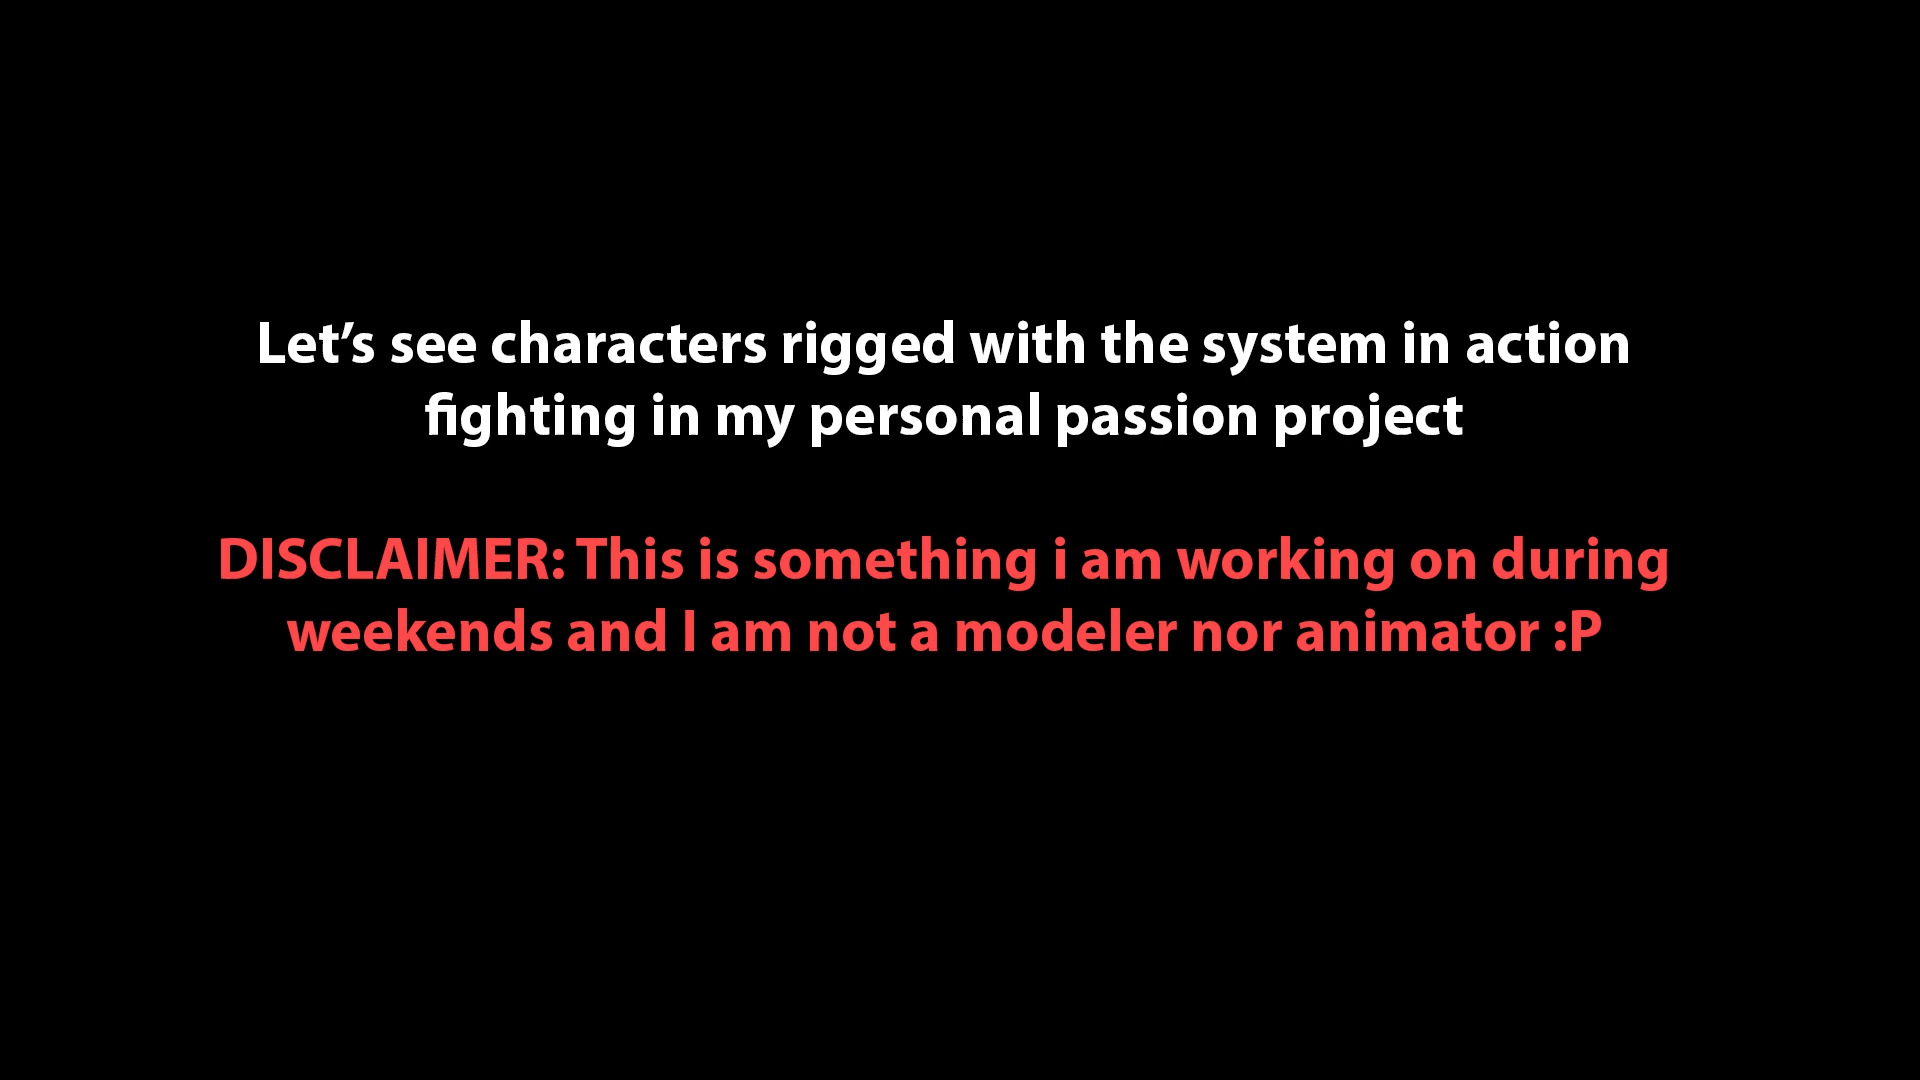 Let’s see characters rigged with the system in action
fighting in my personal passion project
DISCLAIMER: This is something i am working on during
weekends and I am not a modeler nor animator :P